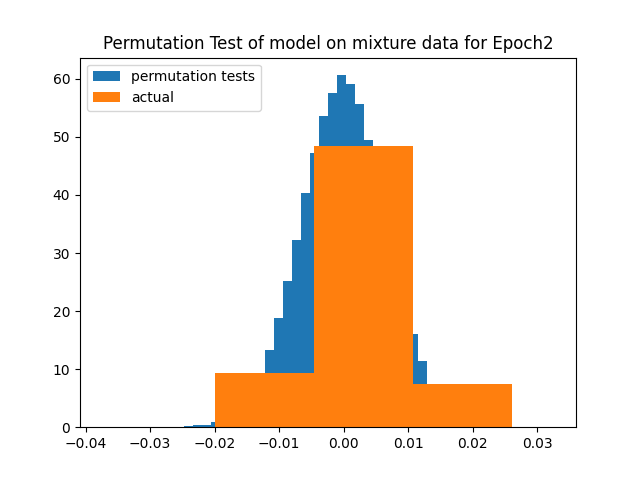 Permutation Test of model on mixture data for Epoch2
permutation tests
actual
60
50
40
30
20
10
0
−0.04 −0.03 −0.02 −0.01 0.00 0.01 0.02 0.03